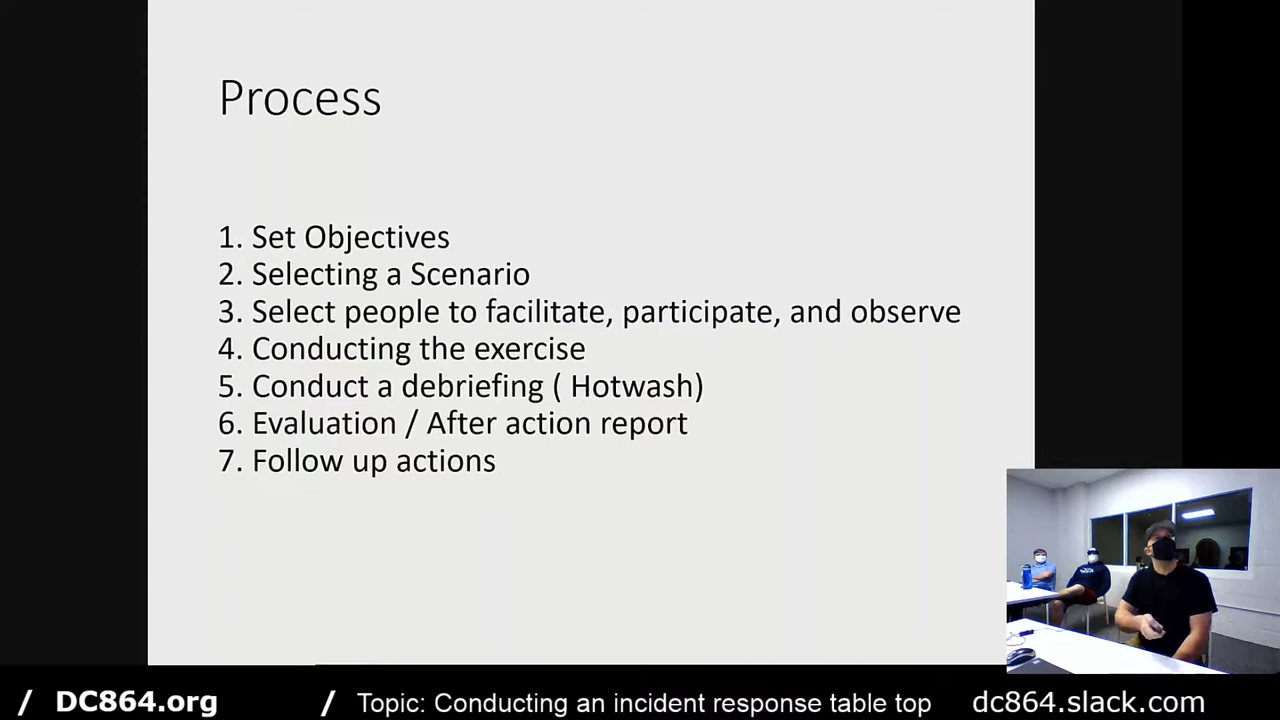 Process
1. Set Objectives
2. Selecting a Scenario
3. Select people to facilitate, participate, and observe
4. Conducting the exercise
5. Conduct a debriefing ( Hotwash)
6. Evaluation / After action report
7. Follow up actions
/ DC864.org / Topic: Conducting an incident response table top dc864.slack.com